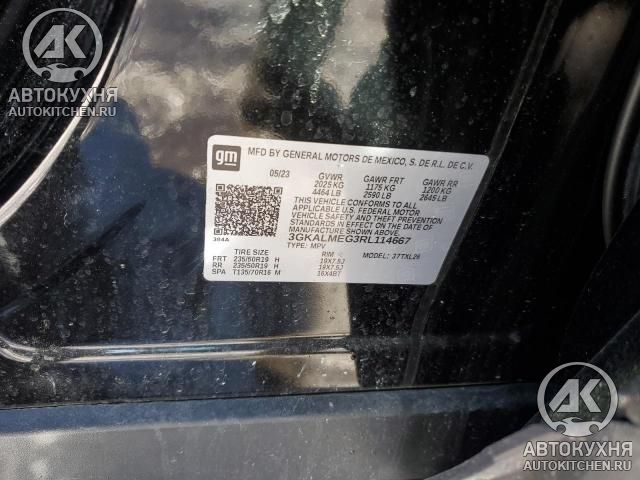 AK
АВТОКУХНЯ
AUTOKITCHEN.RU
gm
MFD BY GENERAL MOTORS DE MEXICO, S. DE R.L. DE C.V.
05/23 GVWR GAWR FRT GAWR RR
2025 KG 1175 KG 1200 KG
4464 LB 2590 LB 2645 LB
THIS VEHICLE CONFORMS TO ALL
APPLICABLE U.S. FEDERAL MOTOR
VEHICLE SAFETY AND THEFT
PREVENTION STANDARDS IN EFFECT
ON THE DATE OF MANUFACTURE
SHOWN ABOVE.
3GKALMEG3RL114667
384A TYPE: MPV MODEL: 37TXL26
TIRE SIZE RIM
FRT 235/50R19 H 19X7.5J
RR 235/50R19 H 19X7.5J
SPA T135/70R16 M 16X4BT
AK
АВТОКУХНЯ
AUTOKITCHEN.RU